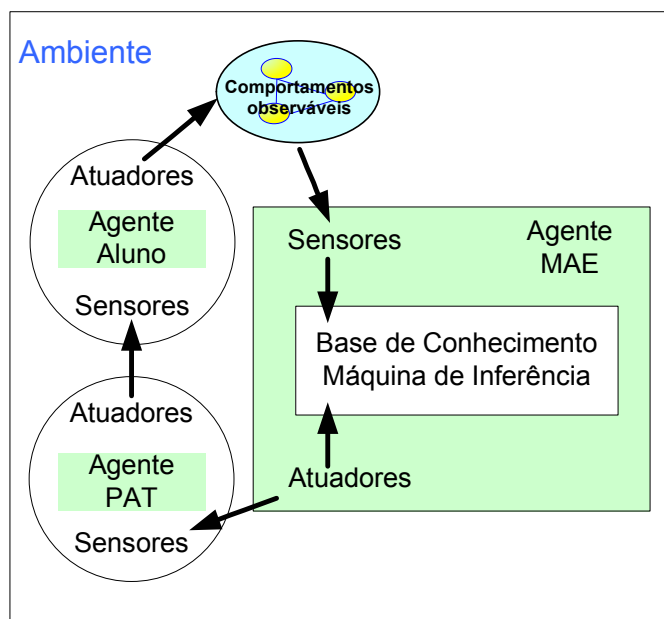 Ambiente
Comportamentos
observáveis
Atuadores
Agente
Aluno
Sensores
Sensores
Agente
MAE
Base de Conhecimento
Máquina de Inferência
Atuadores
Atuadores
Agente
PAT
Sensores